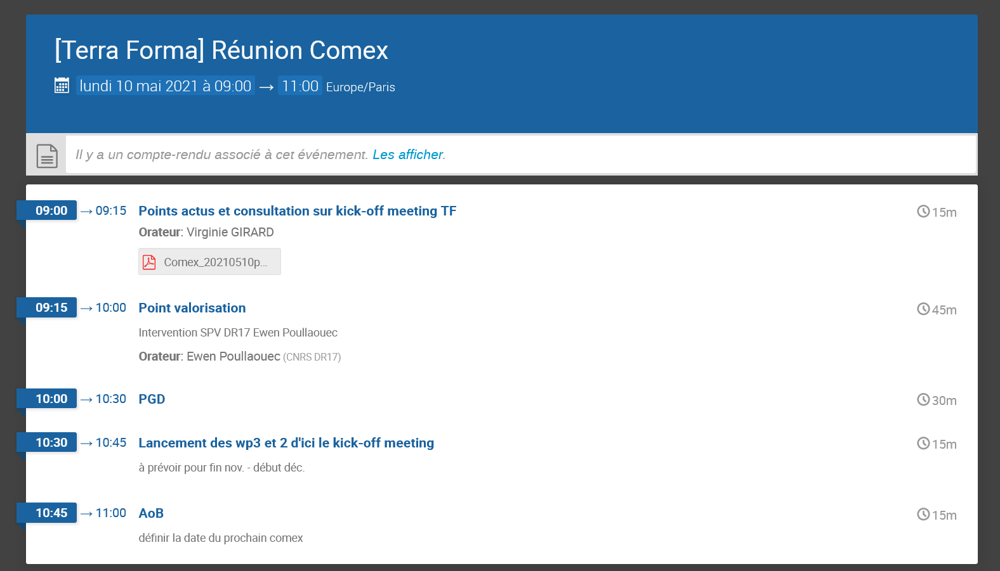 [Terra Forma] Réunion Comex
lundi 10 mai 2021 à 09:00 → 11:00 Europe/Paris
Il y a un compte-rendu associé à cet événement. Les afficher.
09:00 → 09:15 Points actus et consultation sur kick-off meeting TF 15m
Orateur: Virginie GIRARD
Comex_20210510p...
09:15 → 10:00 Point valorisation 45m
Intervention SPV DR17 Ewen Poullaouec
Orateur: Ewen Poullaouec (CNRS DR17)
10:00 → 10:30 PGD 30m
10:30 → 10:45 Lancement des wp3 et 2 d'ici le kick-off meeting 15m
à prévoir pour fin nov. - début déc.
10:45 → 11:00 AoB 15m
définir la date du prochain comex